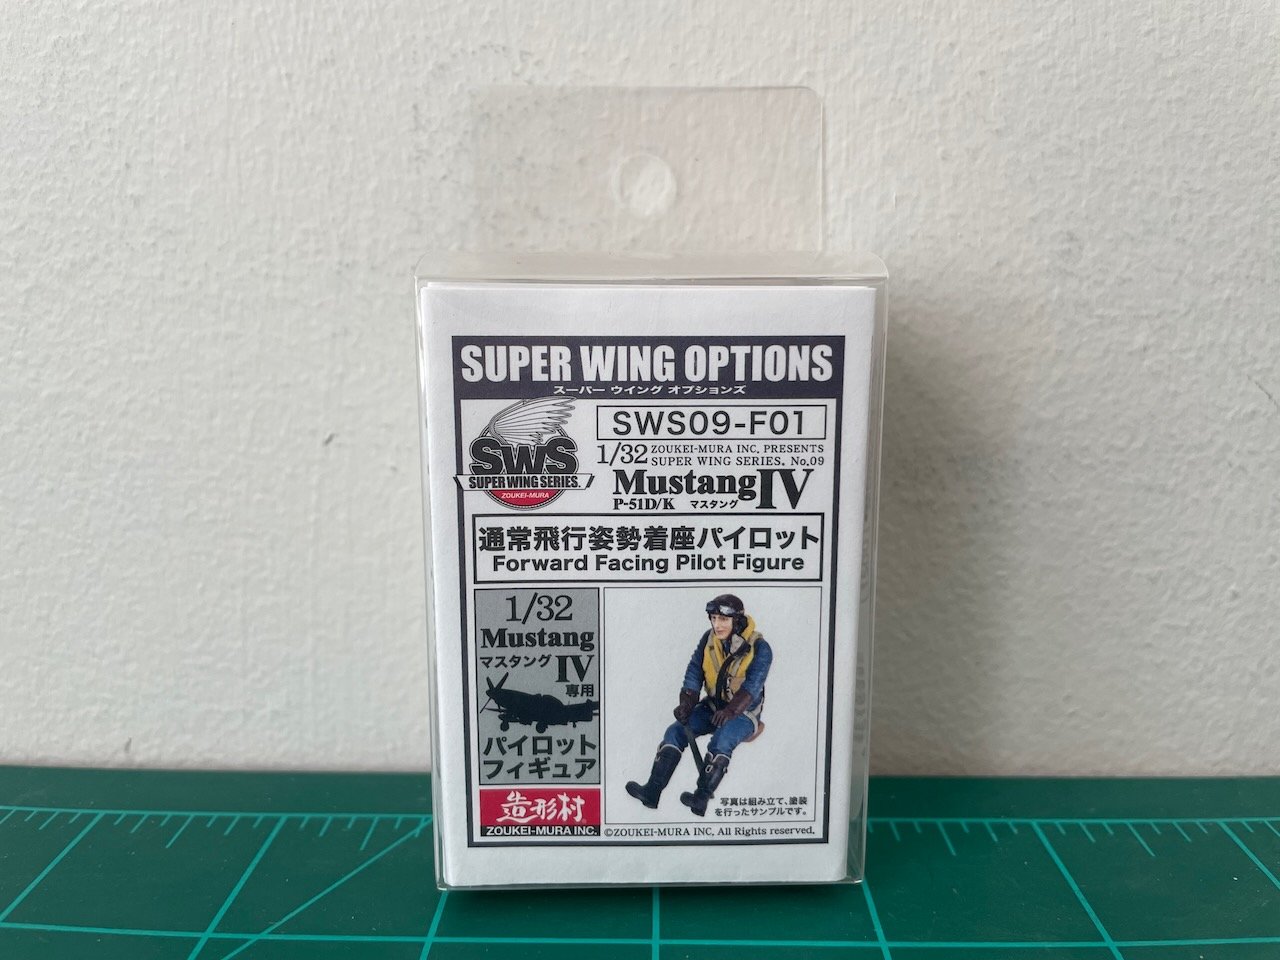 SUPER WING OPTIONS
スーパー ウイング オプションズ
SWS
SUPER WING SERIES.
ZOUKEI-MURA
SWS09-F01
1/32 ZOUKEI-MURA INC. PRESENTS
SUPER WING SERIES. No.09
Mustang IV
P-51D/K マスタング
通常飛行姿勢着座パイロット
Forward Facing Pilot Figure
1/32
Mustang
マスタング IV
専用
パイロット
フィギュア
造形村
ZOUKEI-MURA INC.
写真は組み立て、塗装
を行ったサンプルです。
©ZOUKEI-MURA INC, All Rights reserved.